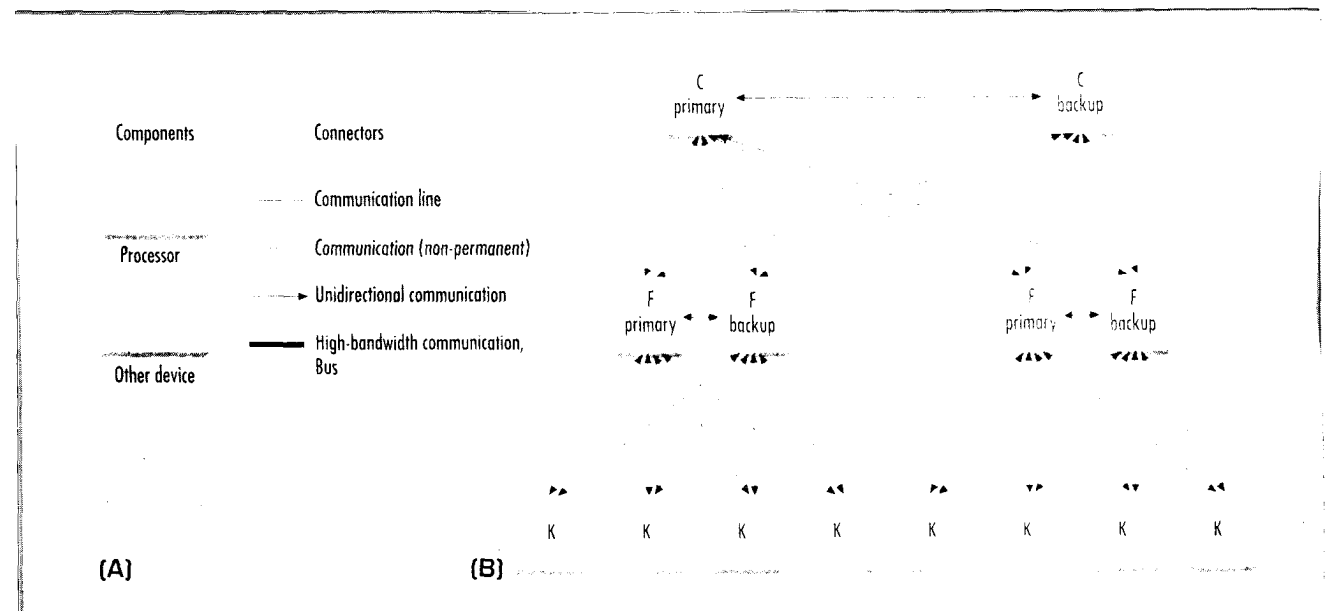 Components
Connectors
Communication line
Communication (non-permanent)
Processor
Unidirectional communication
High-bandwidth communication,
Bus
Other device
(A)
C
primary
C
backup
F
primary
F
backup
F
primary
F
backup
K K K K K K K K
(B)